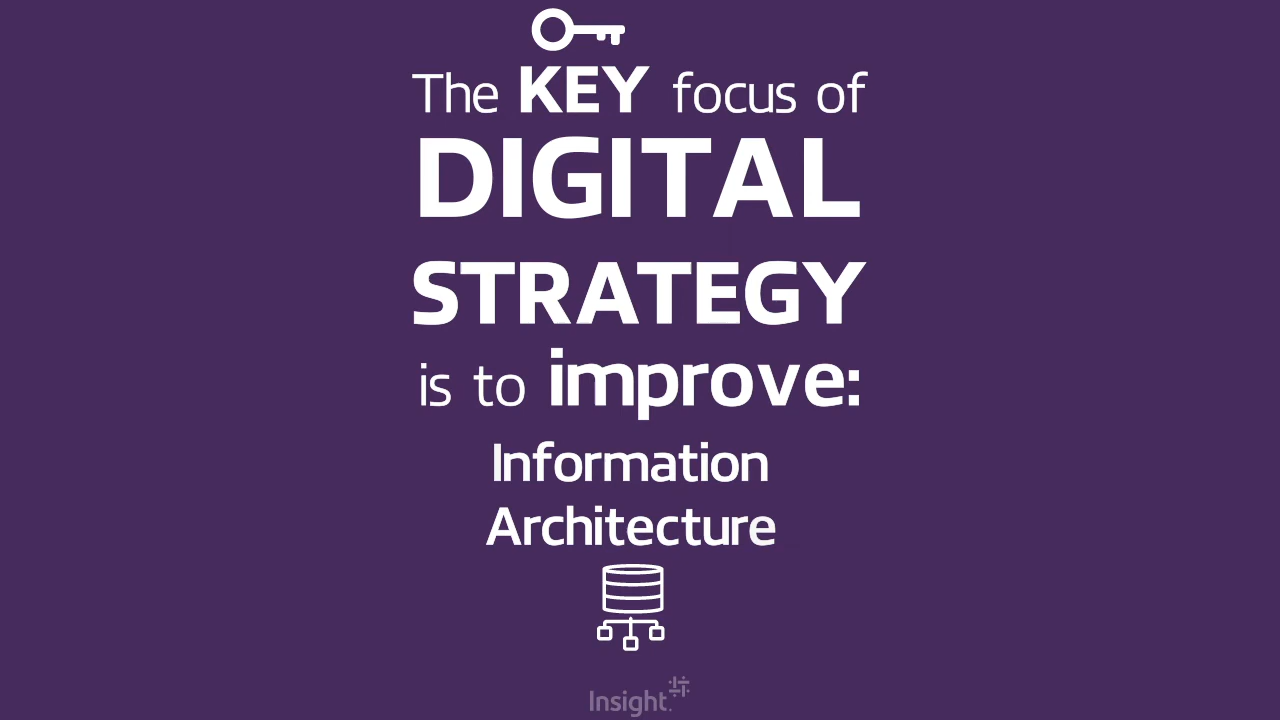 The KEY focus of
DIGITAL
STRATEGY
is to improve:
Information
Architecture
Insight.